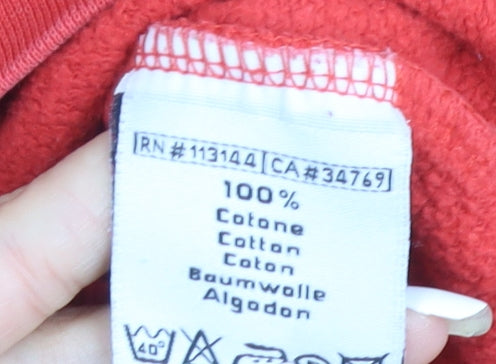 RN #113144 CA #34769
100%
Cotone
Cotton
Coton
Baumwolle
Algodon
40°